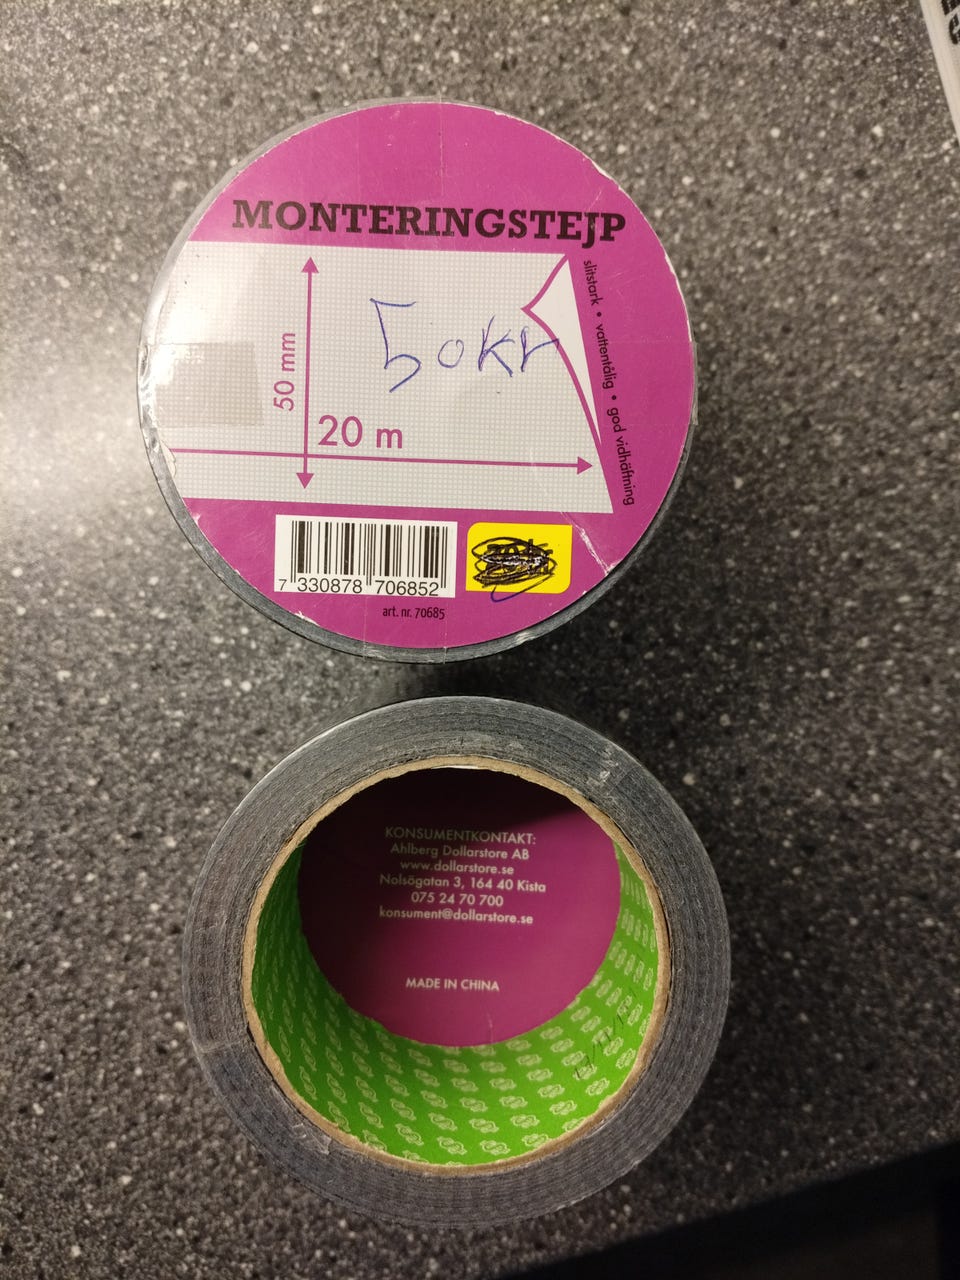 MONTERINGSTEJP
slitstark • vattentålig • god vidhäftning
50 mm
50kr
20 m
7 330878 706852
art. nr. 70685
KONSUMENTKONTAKT:
Ahlberg Dollarstore AB
www.dollarstore.se
Nolsögatan 3, 164 40 Kista
075 24 70 700
konsument@dollarstore.se
MADE IN CHINA